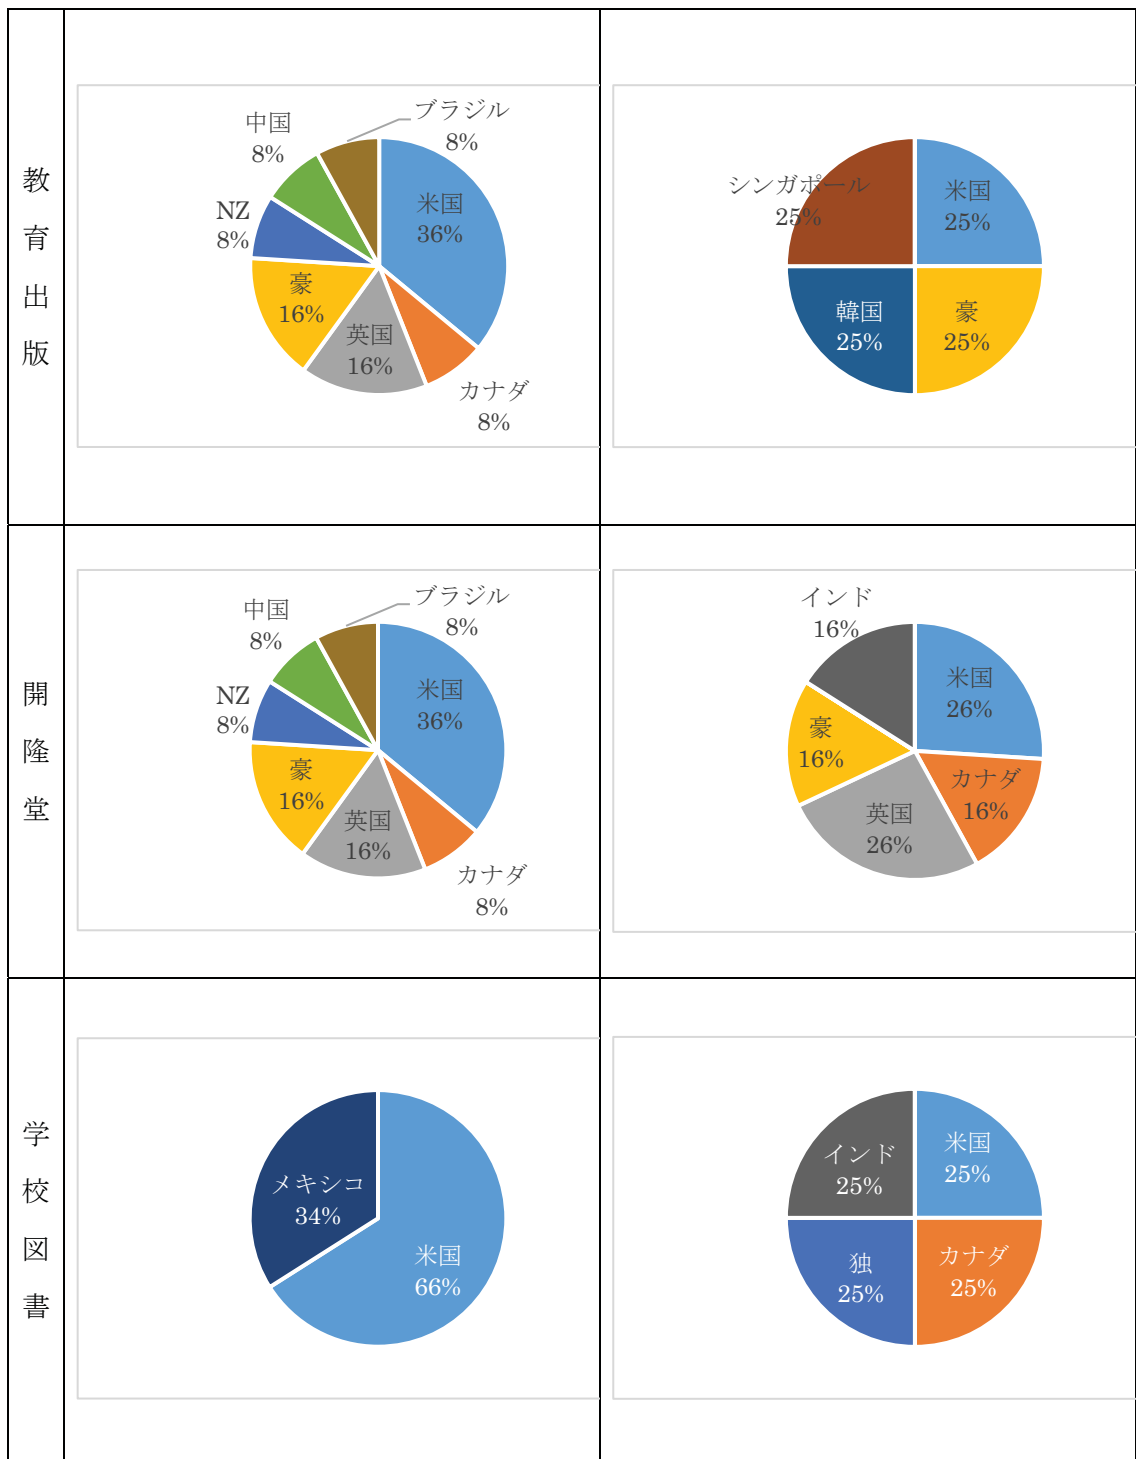 教育出版
中国
8%
ブラジル
8%
NZ
8%
米国
36%
豪
16%
英国
16%
カナダ
8%
シンガポール
25%
米国
25%
韓国
25%
豪
25%
開隆堂
中国
8%
ブラジル
8%
NZ
8%
米国
36%
豪
16%
英国
16%
カナダ
8%
インド
16%
米国
26%
豪
16%
カナダ
16%
英国
26%
学校図書
メキシコ
34%
米国
66%
インド
25%
米国
25%
独
25%
カナダ
25%